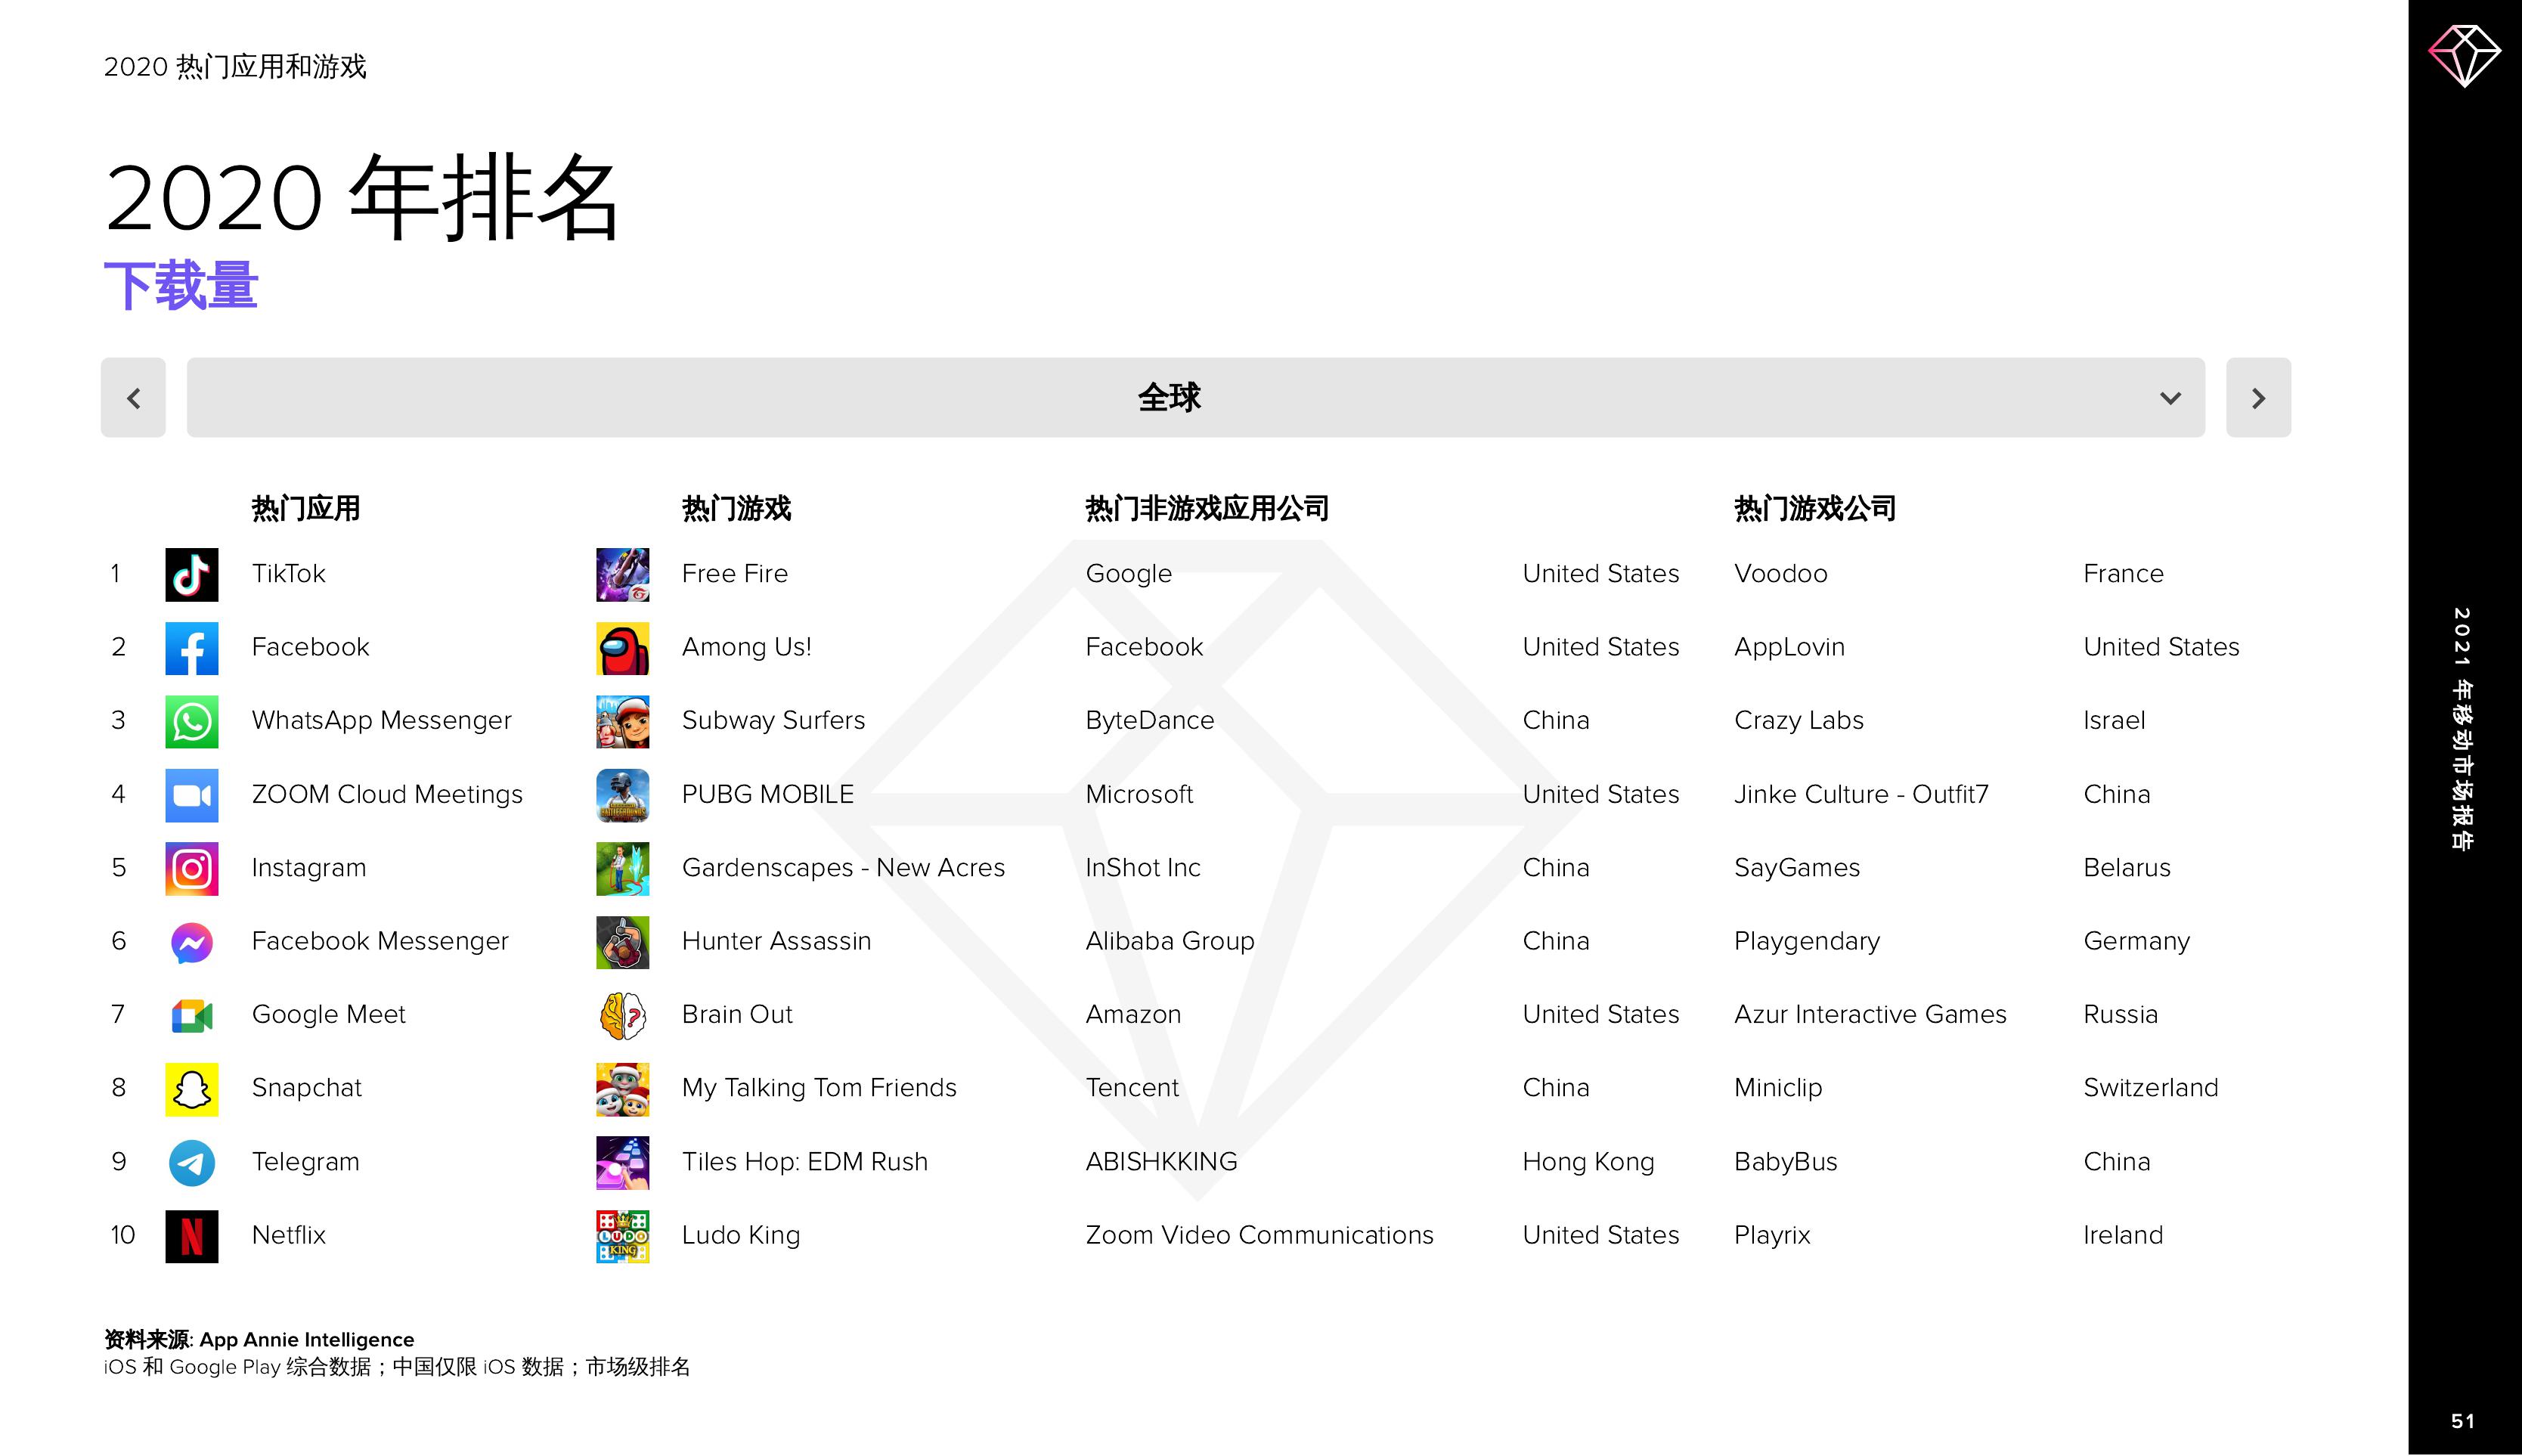 2020 热门应用和游戏
2020 年排名
下载量
全球
热门应用 热门游戏 热门非游戏应用公司 热门游戏公司
1 TikTok Free Fire Google United States Voodoo France
2 Facebook Among Us! Facebook United States AppLovin United States
3 WhatsApp Messenger Subway Surfers ByteDance China Crazy Labs Israel
4 ZOOM Cloud Meetings PUBG MOBILE Microsoft United States Jinke Culture - Outfit7 China
5 Instagram Gardenscapes - New Acres InShot Inc China SayGames Belarus
6 Facebook Messenger Hunter Assassin Alibaba Group China Playgendary Germany
7 Google Meet Brain Out Amazon United States Azur Interactive Games Russia
8 Snapchat My Talking Tom Friends Tencent China Miniclip Switzerland
9 Telegram Tiles Hop: EDM Rush ABISHKKING Hong Kong BabyBus China
10 Netflix Ludo King Zoom Video Communications United States Playrix Ireland
资料来源: App Annie Intelligence
iOS 和 Google Play 综合数据；中国仅限 iOS 数据；市场级排名
2021 年移动市场报告
51